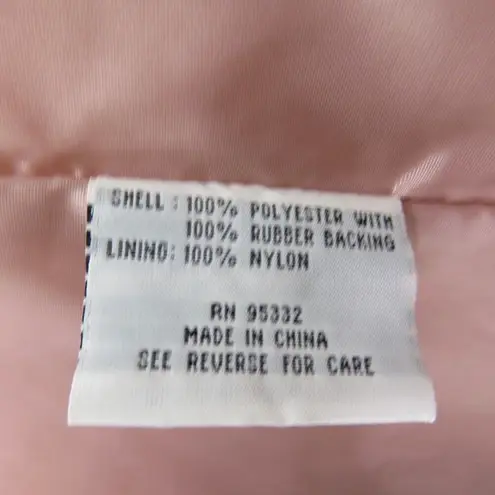 SHELL : 100% POLYESTER WITH
100% RUBBER BACKING
LINING: 100% NYLON
RN 95332
MADE IN CHINA
SEE REVERSE FOR CARE